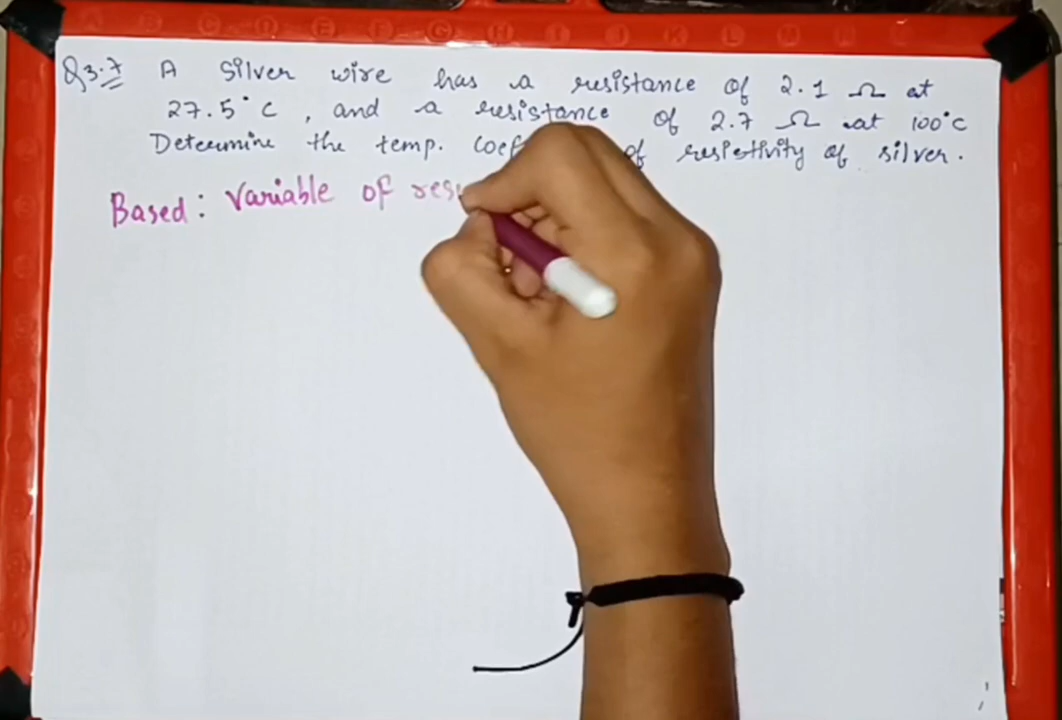 Q3.7 A Silver wire has a resistance of 2.1 Ω at
27.5°C, and a resistance of 2.7 Ω at 100°C
Determine the temp. of resistivity of silver.
Based: Variable of